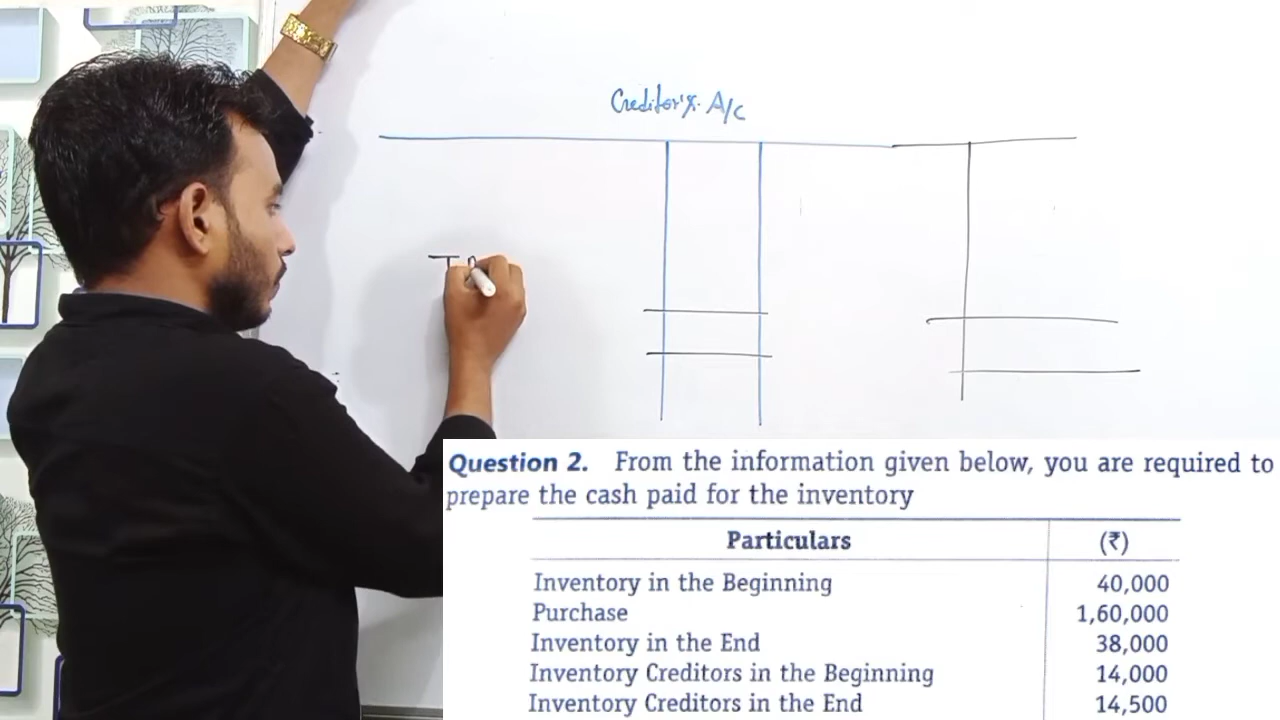 Creditor's A/c
T
Question 2. From the information given below, you are required to
prepare the cash paid for the inventory
Particulars (₹)
Inventory in the Beginning 40,000
Purchase 1,60,000
Inventory in the End 38,000
Inventory Creditors in the Beginning 14,000
Inventory Creditors in the End 14,500